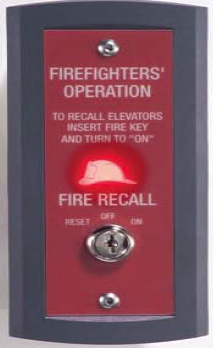 FIREFIGHTERS'
OPERATION
TO RECALL ELEVATORS
INSERT FIRE KEY
AND TURN TO "ON"
FIRE RECALL
RESET OFF ON